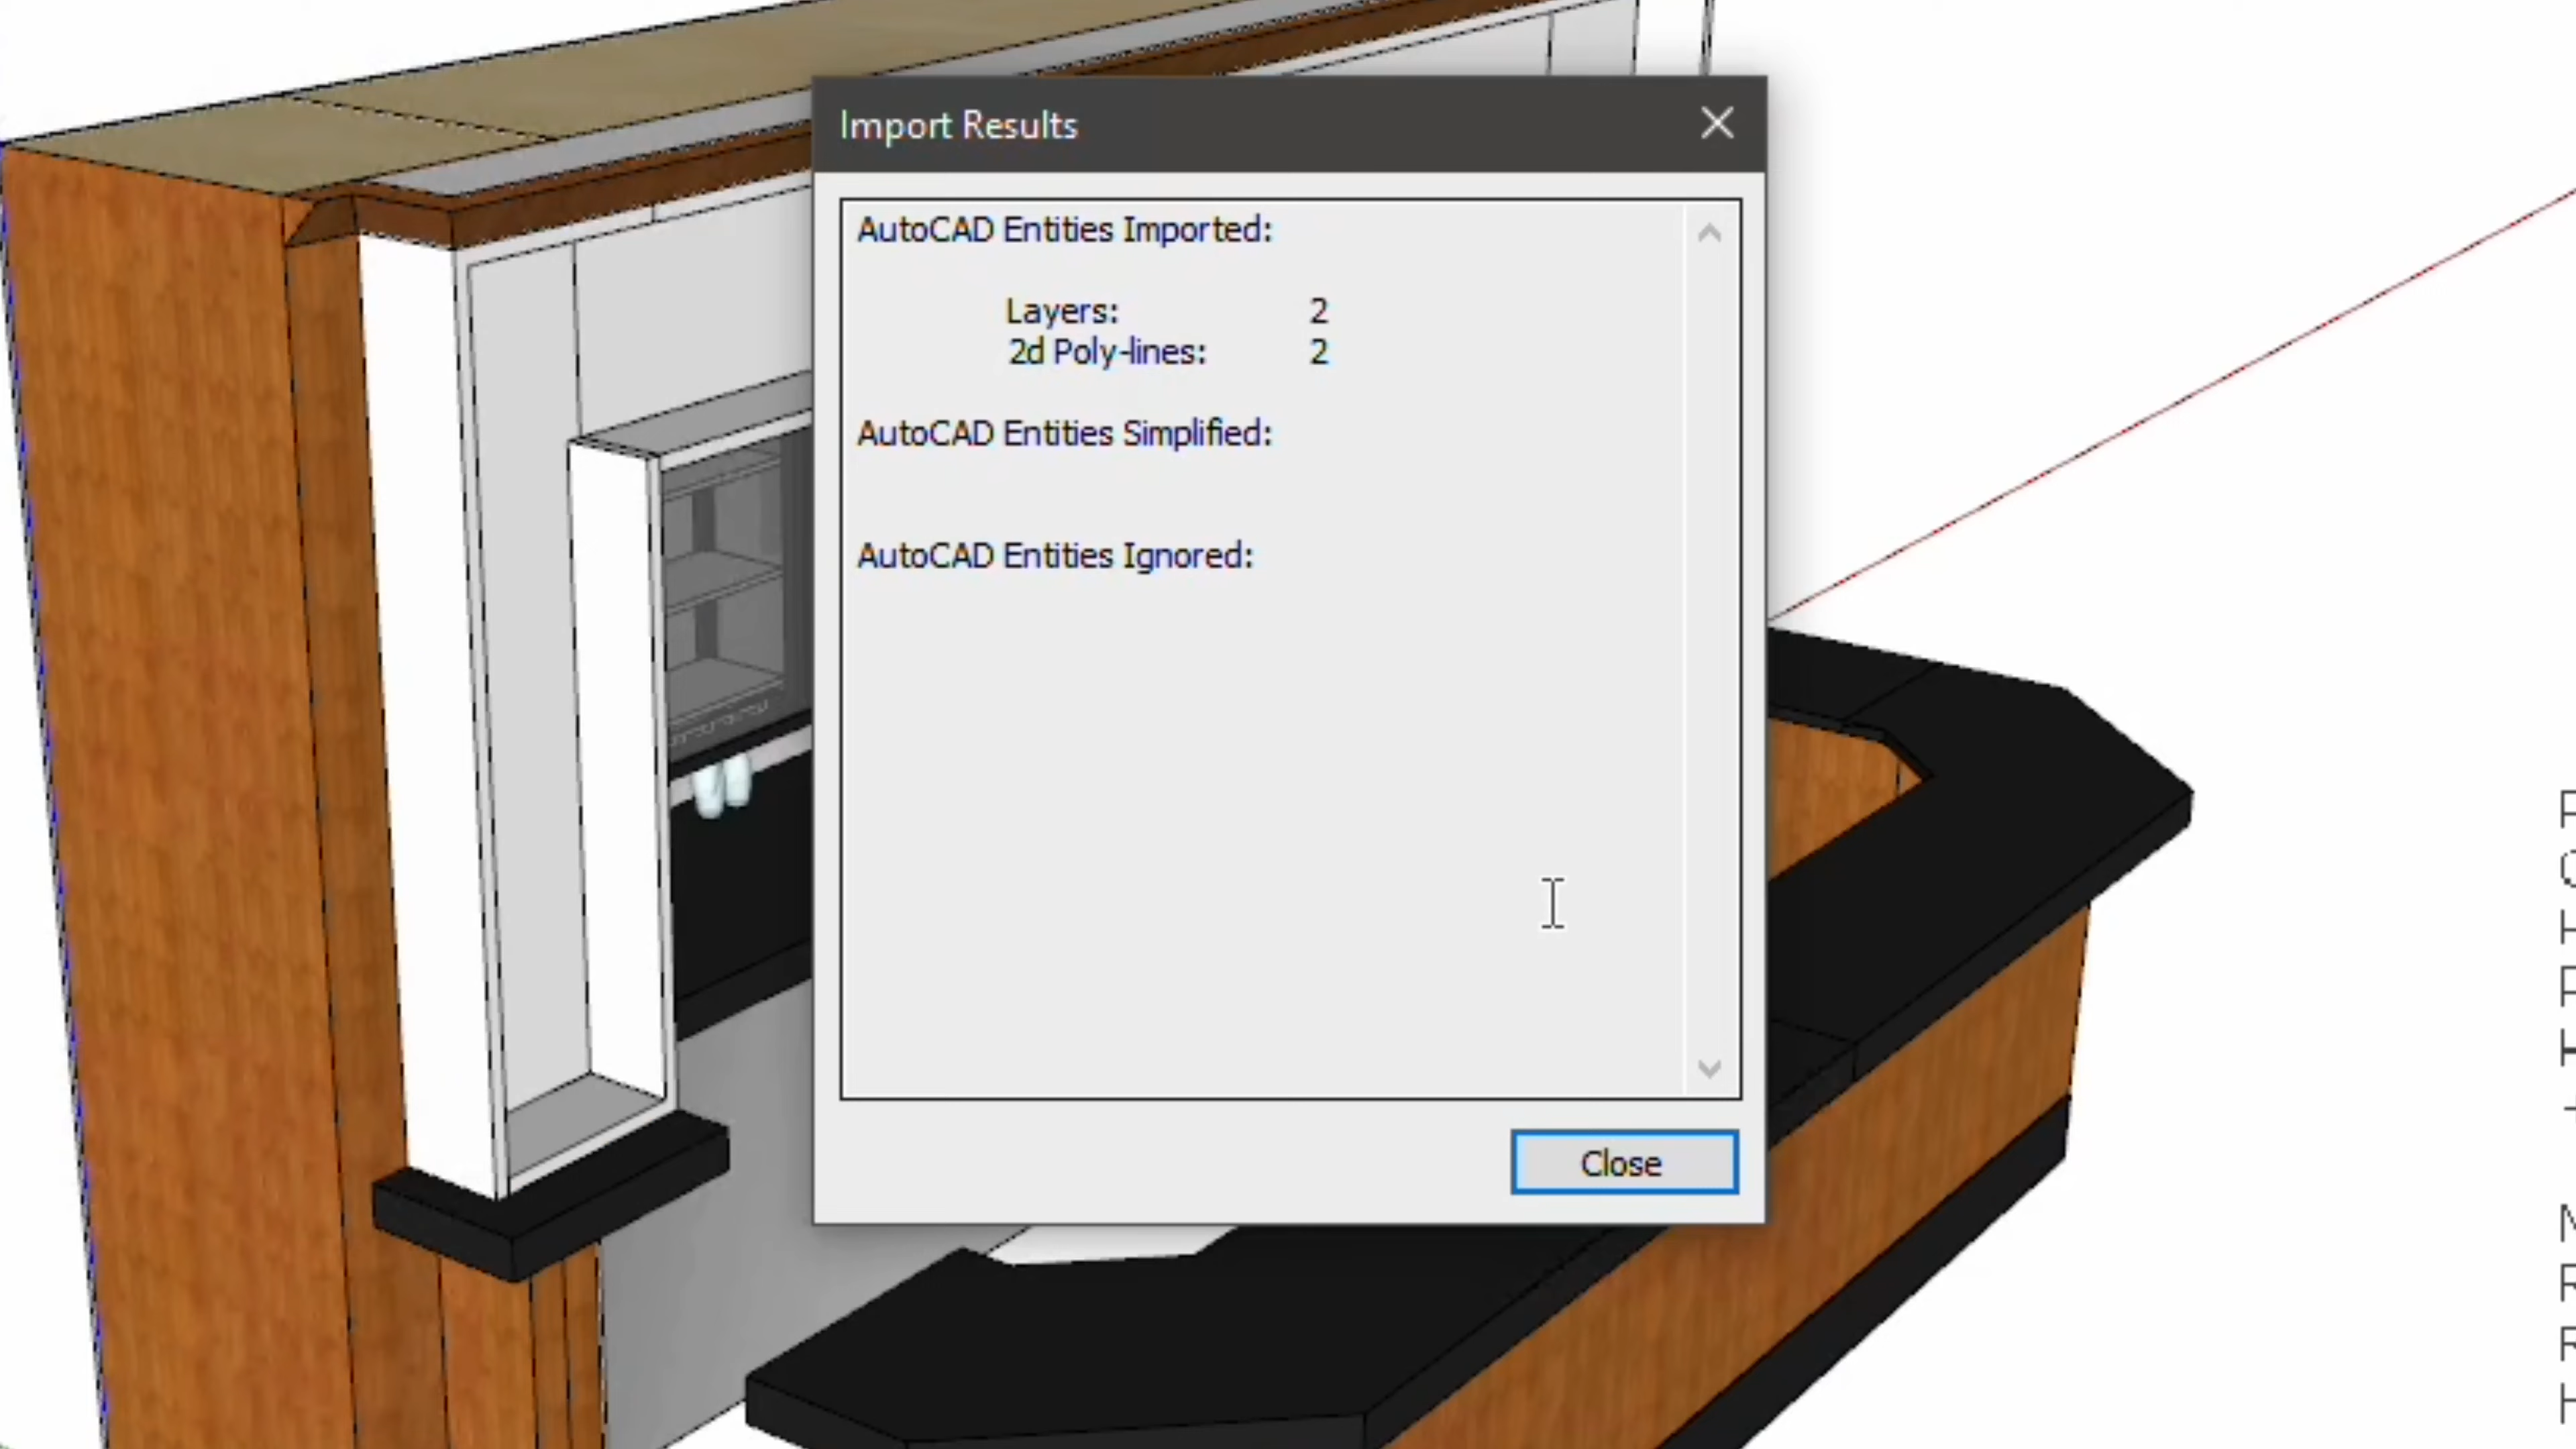 Import Results
AutoCAD Entities Imported:
Layers: 2
2d Poly-lines: 2
AutoCAD Entities Simplified:
AutoCAD Entities Ignored:
Close